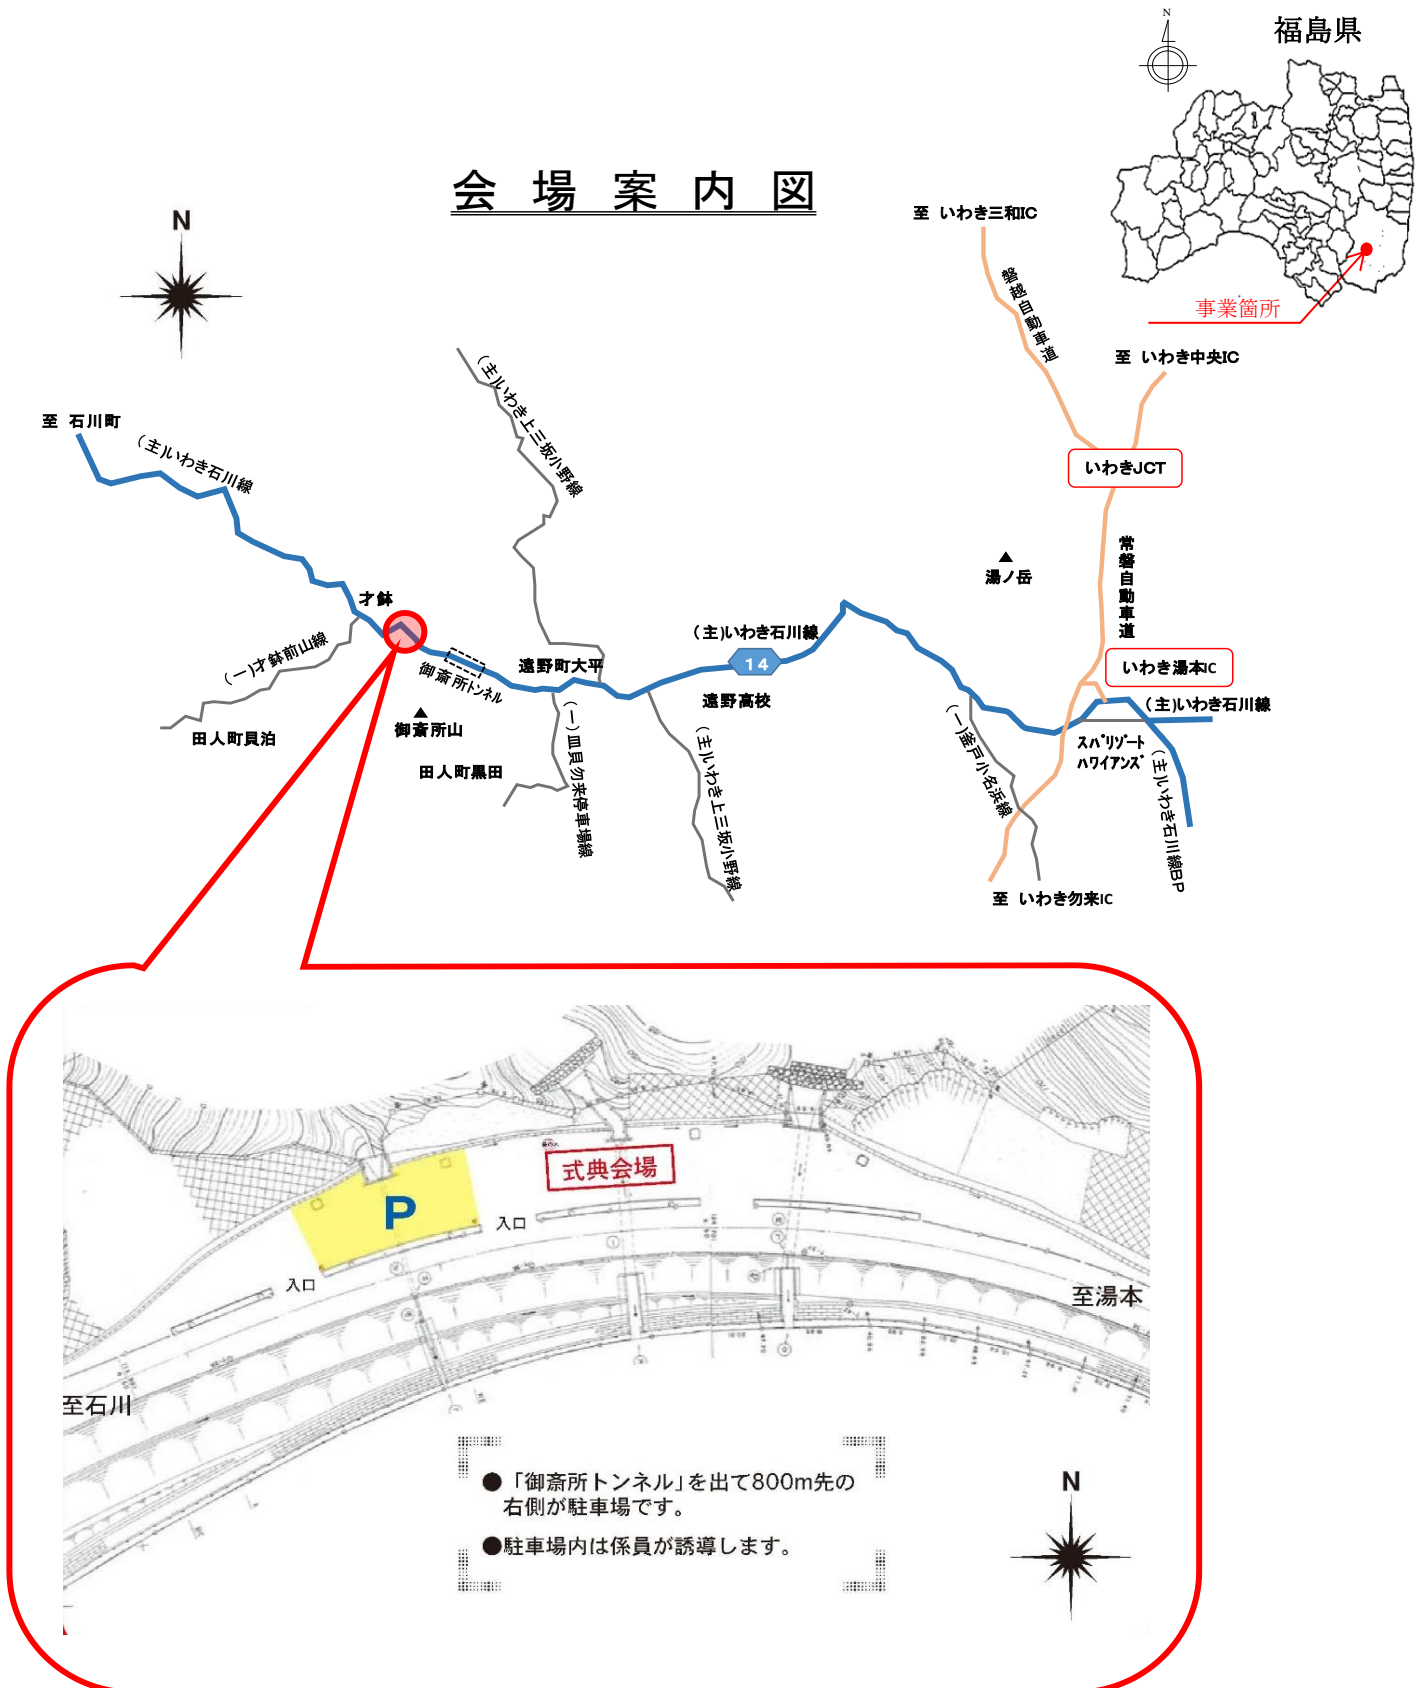 N
福島県
会場案内図
N
至 いわき三和IC
磐越自動車道
事業箇所
至 いわき中央IC
至 石川町
(主)いわき石川線
(主)いわき上三坂小野線
いわきJCT
常磐自動車道
湯ノ岳
才鉢
(一)才鉢前山線
御斎所トンネル
遠野町大平
(主)いわき石川線
14
遠野高校
いわき湯本IC
(主)いわき石川線
田人町貝泊
御斎所山
田人町黒田
(一)皿貝勿来停車場線
(主)いわき上三坂小野線
(一)釜戸小名浜線
スパリゾート
ハワイアンズ
(主)いわき石川線BP
至 いわき勿来IC
式典会場
P
入口
入口
至湯本
至石川
●「御斎所トンネル」を出て800m先の
右側が駐車場です。
●駐車場内は係員が誘導します。
N